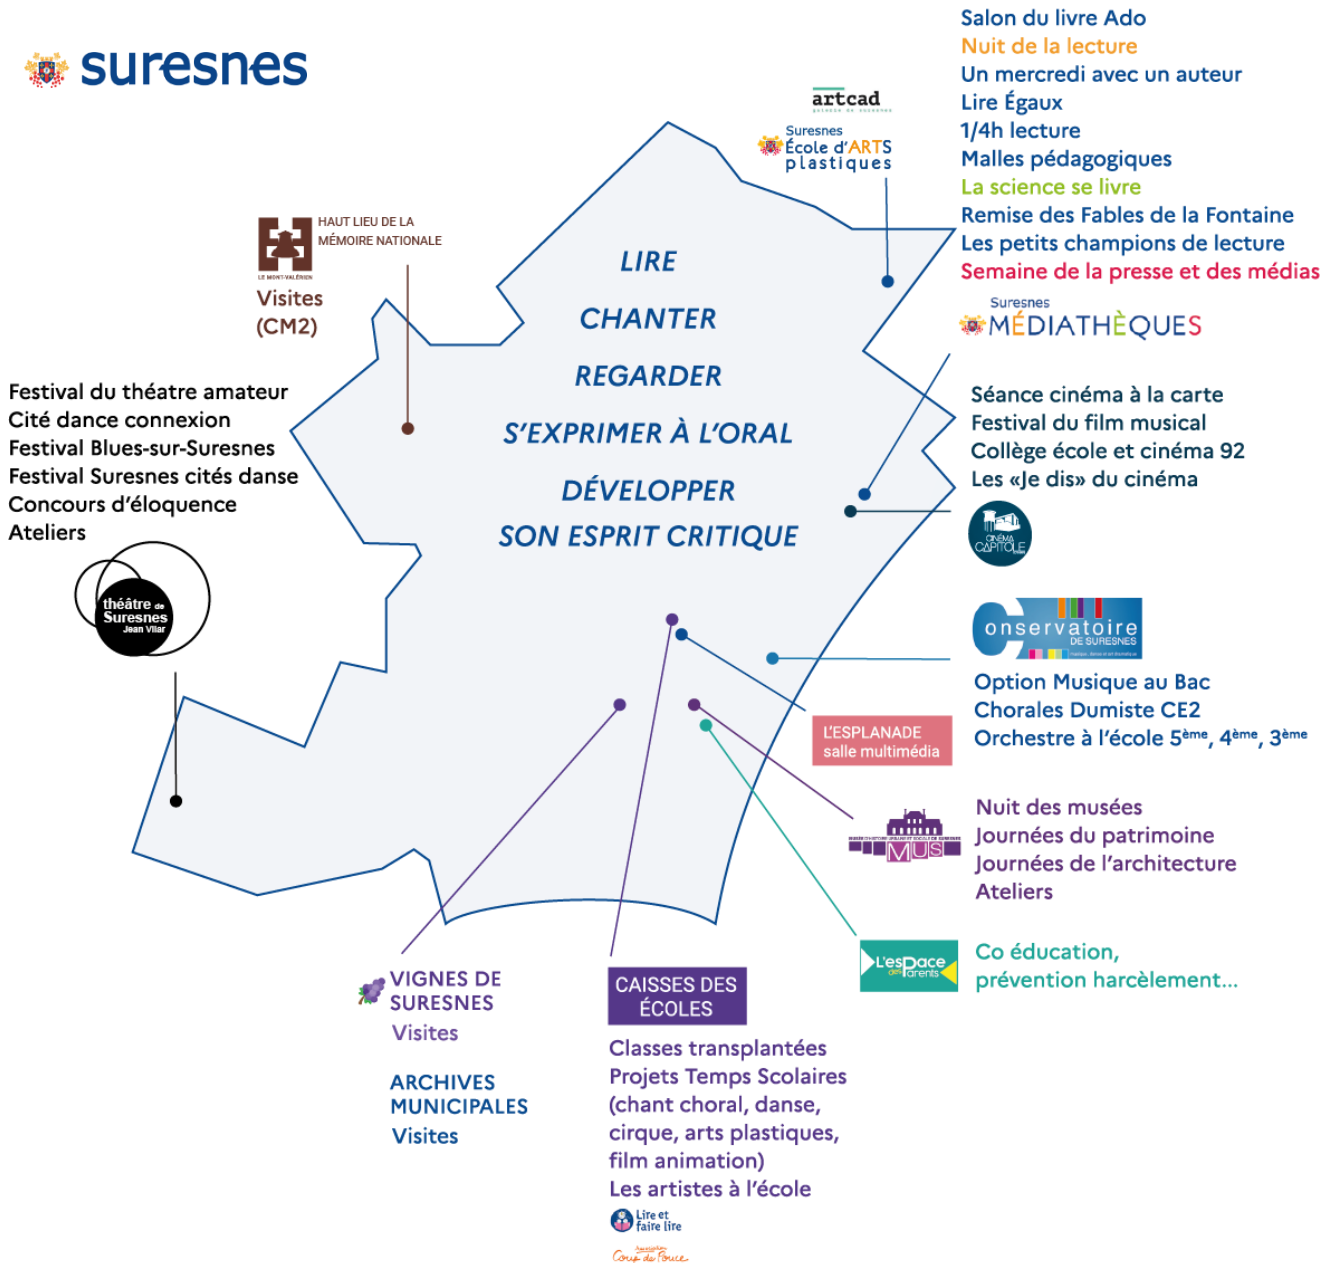 suresnes
artcad
Suresnes
École d'ARTS
plastiques
Salon du livre Ado
Nuit de la lecture
Un mercredi avec un auteur
Lire Égaux
1/4h lecture
Malles pédagogiques
La science se livre
Remise des Fables de la Fontaine
Les petits champions de lecture
Semaine de la presse et des médias
Suresnes
MÉDIATHÈQUES
HAUT LIEU DE LA
MÉMOIRE NATIONALE
LE MONT-VALÉRIEN
Visites
(CM2)
LIRE
CHANTER
REGARDER
S'EXPRIMER À L'ORAL
DÉVELOPPER
SON ESPRIT CRITIQUE
Festival du théatre amateur
Cité dance connexion
Festival Blues-sur-Suresnes
Festival Suresnes cités danse
Concours d'éloquence
Ateliers
théâtre de
Suresnes
Jean Vilar
Séance cinéma à la carte
Festival du film musical
Collège école et cinéma 92
Les «Je dis» du cinéma
CINÉMA
CAPITOLE
Conservatoire
DE SURESNES
Option Musique au Bac
Chorales Dumiste CE2
Orchestre à l'école 5ème, 4ème, 3ème
L'ESPLANADE
salle multimédia
MUS
Nuit des musées
Journées du patrimoine
Journées de l'architecture
Ateliers
L'esPace
des Parents
Co éducation,
prévention harcèlement...
VIGNES DE
SURESNES
Visites
ARCHIVES
MUNICIPALES
Visites
CAISSES DES
ÉCOLES
Classes transplantées
Projets Temps Scolaires
(chant choral, danse,
cirque, arts plastiques,
film animation)
Les artistes à l'école
Lire et
faire lire
Association
Coup de Pouce